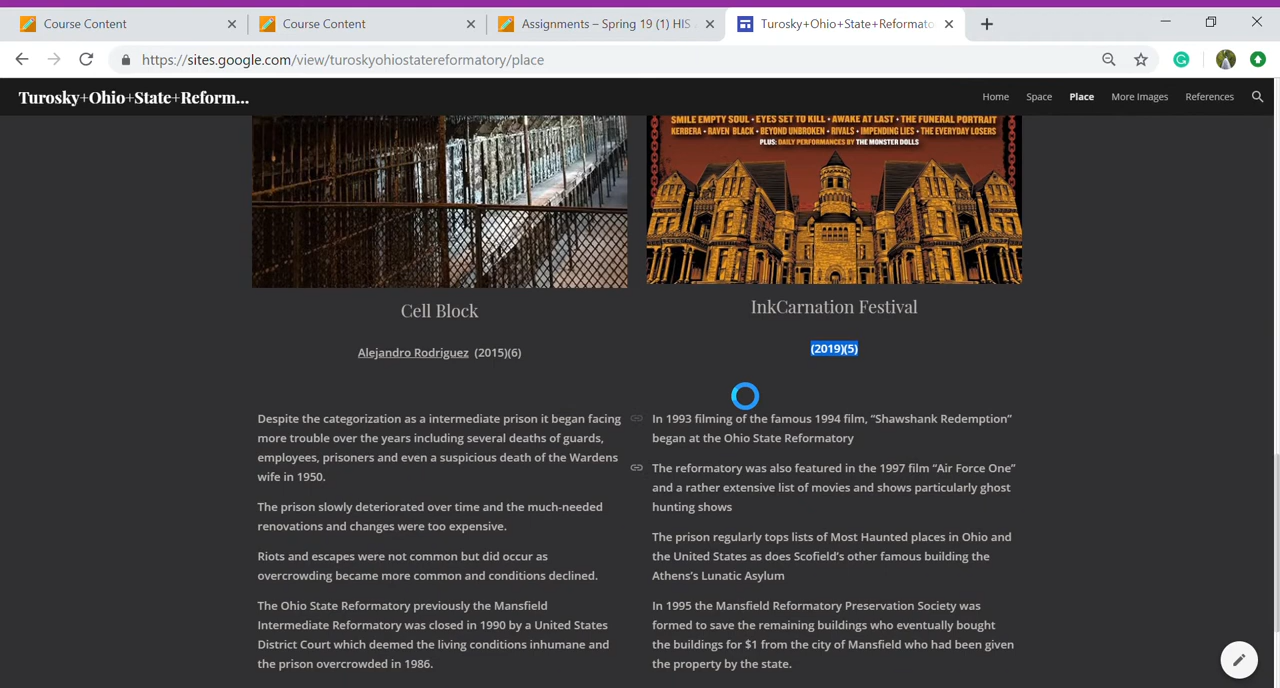 Course Content
Course Content
Assignments – Spring 19 (1) HIS
Turosky+Ohio+State+Reformato
https://sites.google.com/view/turoskyohiostatereformatory/place
Turosky+Ohio+State+Reform...
Home
Space
Place
More Images
References
SMILE EMPTY SOUL • EYES SET TO KILL • AWAKE AT LAST • THE FUNERAL PORTRAIT
KERBERA • RAVEN BLACK • BEYOND UNBROKEN • RIVALS • IMPENDING LIES • THE EVERYDAY LOSERS
PLUS: DAILY PERFORMANCES BY THE MONSTER DOLLS
Cell Block
Alejandro Rodriguez (2015)(6)
Despite the categorization as a intermediate prison it began facing
more trouble over the years including several deaths of guards,
employees, prisoners and even a suspicious death of the Wardens
wife in 1950.
The prison slowly deteriorated over time and the much-needed
renovations and changes were too expensive.
Riots and escapes were not common but did occur as
overcrowding became more common and conditions declined.
The Ohio State Reformatory previously the Mansfield
Intermediate Reformatory was closed in 1990 by a United States
District Court which deemed the living conditions inhumane and
the prison overcrowded in 1986.
InkCarnation Festival
(2019)(5)
In 1993 filming of the famous 1994 film, “Shawshank Redemption”
began at the Ohio State Reformatory
The reformatory was also featured in the 1997 film “Air Force One”
and a rather extensive list of movies and shows particularly ghost
hunting shows
The prison regularly tops lists of Most Haunted places in Ohio and
the United States as does Scofield’s other famous building the
Athens’s Lunatic Asylum
In 1995 the Mansfield Reformatory Preservation Society was
formed to save the remaining buildings who eventually bought
the buildings for $1 from the city of Mansfield who had been given
the property by the state.